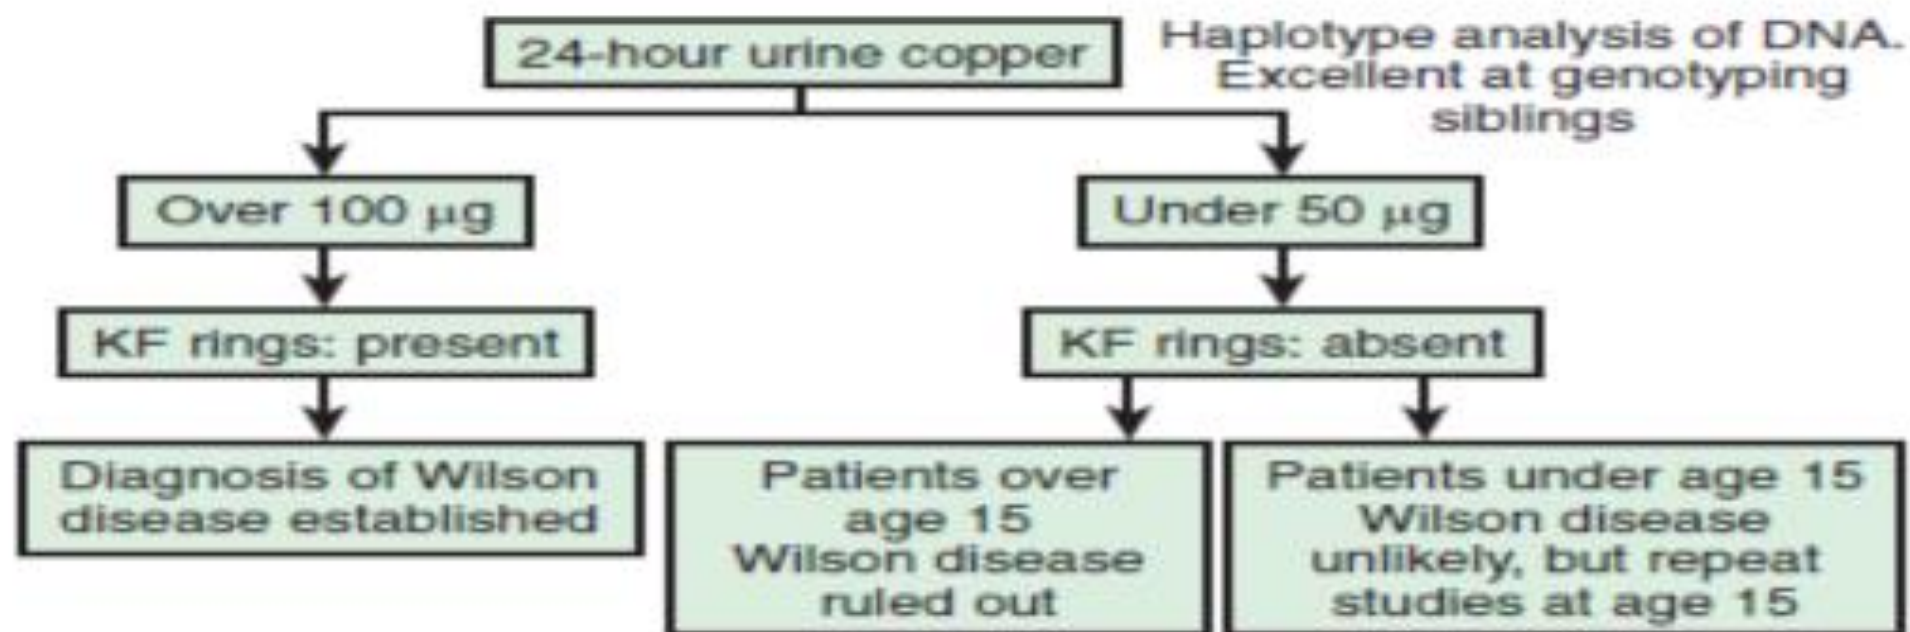 24-hour urine copper
Haplotype analysis of DNA.
Excellent at genotyping
siblings
Over 100 µg
Under 50 µg
KF rings: present
KF rings: absent
Diagnosis of Wilson
disease established
Patients over
age 15
Wilson disease
ruled out
Patients under age 15
Wilson disease
unlikely, but repeat
studies at age 15